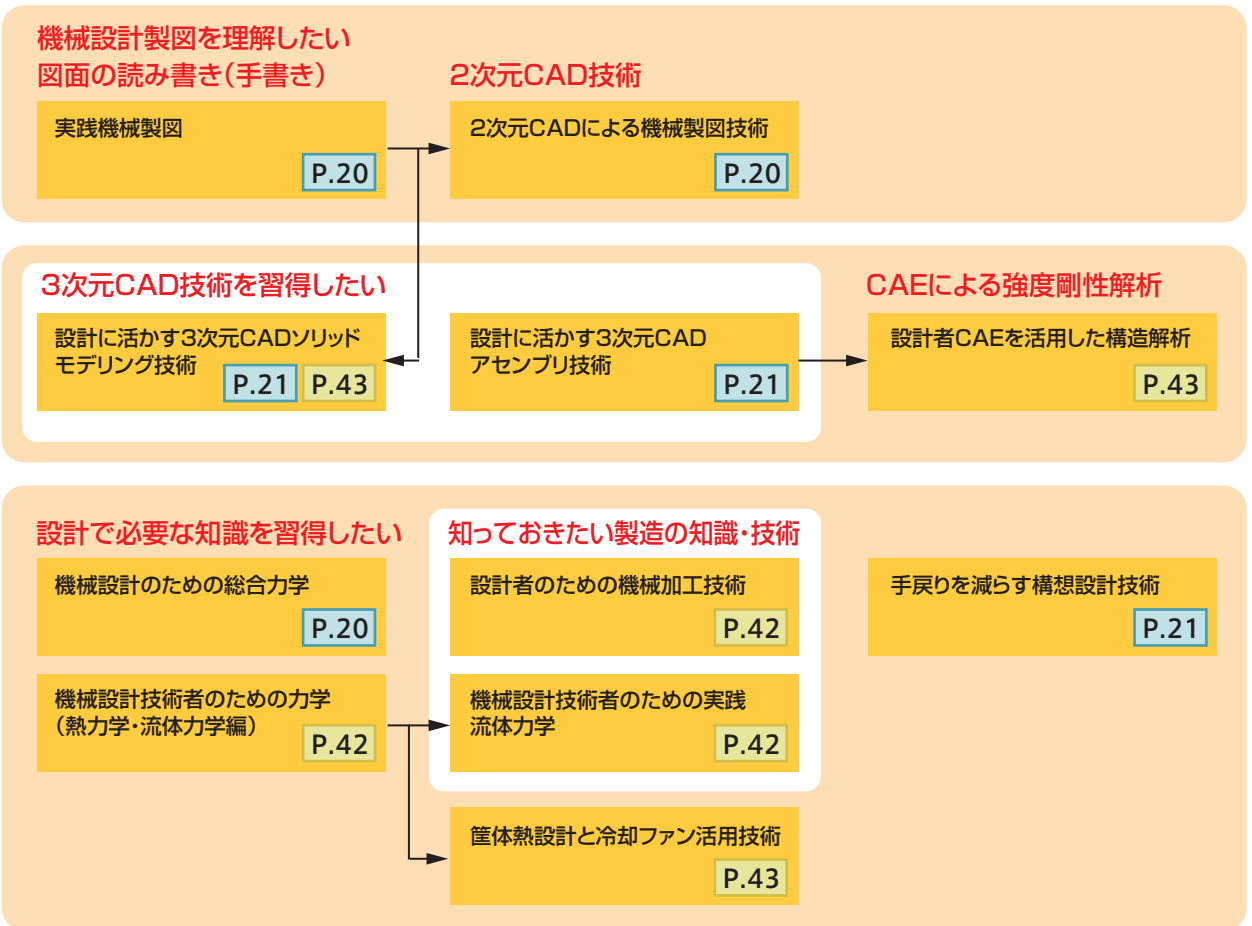 機械設計製図を理解したい
図面の読み書き（手書き）
2次元CAD技術
実践機械製図
P.20
2次元CADによる機械製図技術
P.20
3次元CAD技術を習得したい
CAEによる強度剛性解析
設計に活かす3次元CADソリッド
モデリング技術
P.21 P.43
設計に活かす3次元CAD
アセンブリ技術
P.21
設計者CAEを活用した構造解析
P.43
設計で必要な知識を習得したい
知っておきたい製造の知識・技術
機械設計のための総合力学
P.20
設計者のための機械加工技術
P.42
手戻りを減らす構想設計技術
P.21
機械設計技術者のための力学
（熱力学・流体力学編）
P.42
機械設計技術者のための実践
流体力学
P.42
筐体熱設計と冷却ファン活用技術
P.43